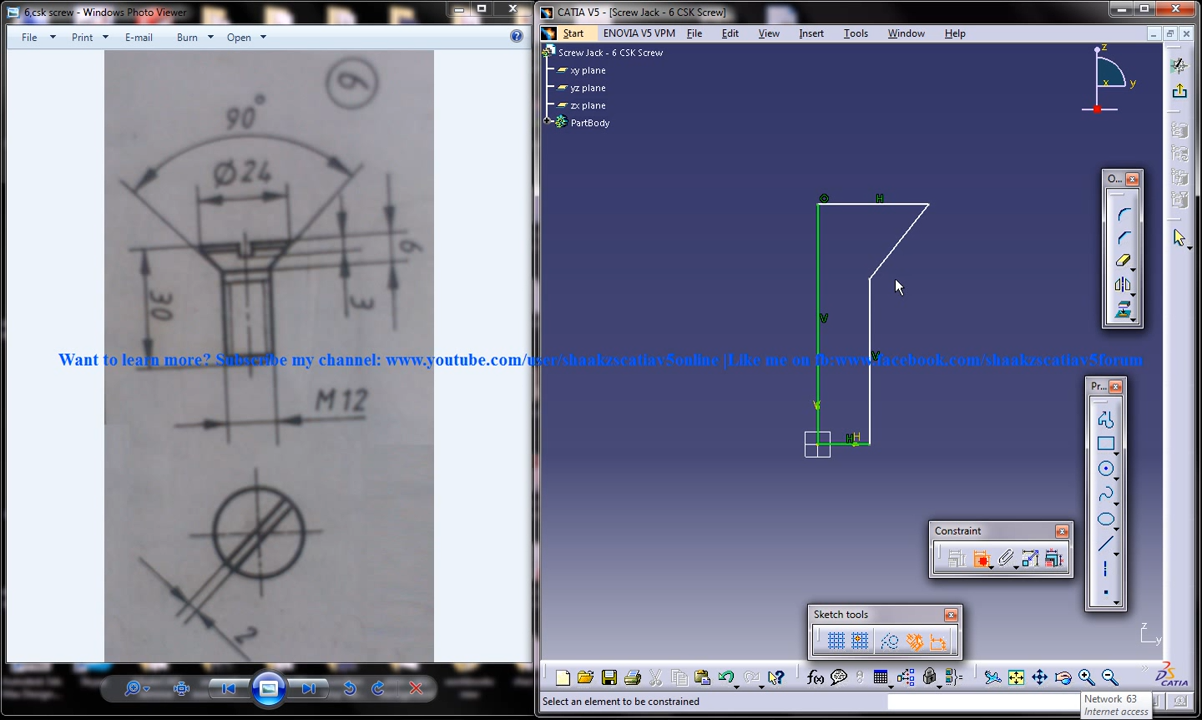 6,csk screw - Windows Photo Viewer
File Print Burn E-mail Open
6
90°
Ø24
6
3
30
M12
2
CATIA V5 - [Screw Jack - 6 CSK Screw]
Start ENOVIA V5 VPM File Edit View Insert Tools Window Help
Screw Jack - 6 CSK Screw
xy plane
yz plane
zx plane
PartBody
z
y
x
O...
H
V
V
V
H H
Want to learn more? Subscribe my channel: www.youtube.com/user/shaakzscatiav5online |Like me on fb:www.facebook.com/shaakzscatiav5forum
Pr...
Constraint
Sketch tools
z
y
f(x)
CATIA
Select an element to be constrained
Network 63
Internet access